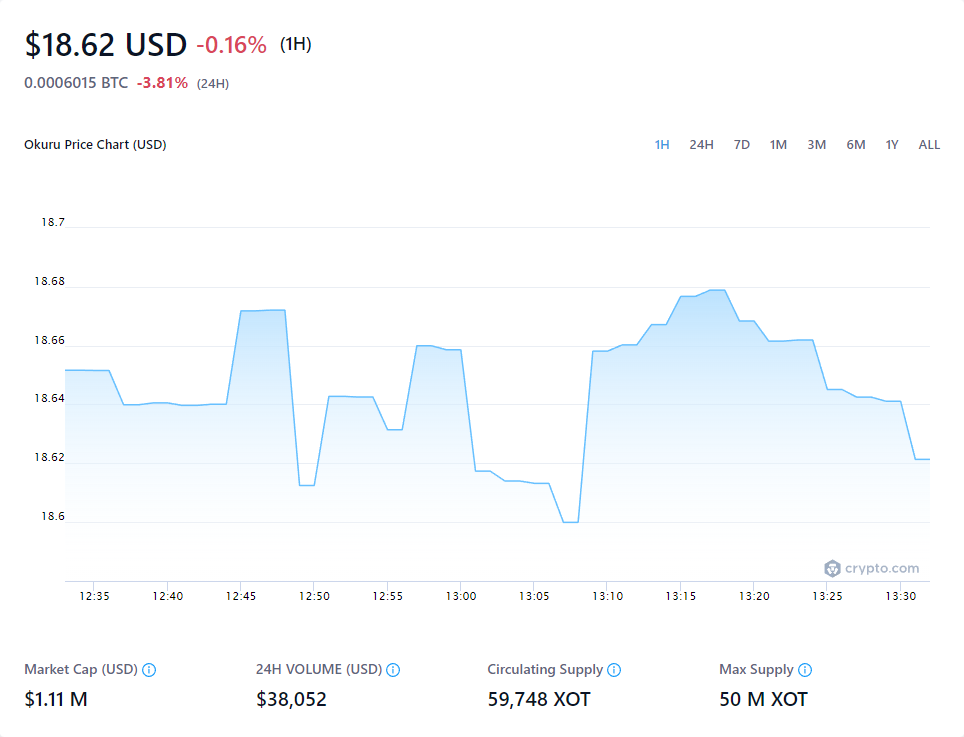 $18.62 USD -0.16% (1H)
0.0006015 BTC -3.81% (24H)
Okuru Price Chart (USD) 1H 24H 7D 1M 3M 6M 1Y ALL
18.7
18.68
18.66
18.64
18.62
18.6
crypto.com
12:35 12:40 12:45 12:50 12:55 13:00 13:05 13:10 13:15 13:20 13:25 13:30
Market Cap (USD) 24H VOLUME (USD) Circulating Supply Max Supply
$1.11 M $38,052 59,748 XOT 50 M XOT